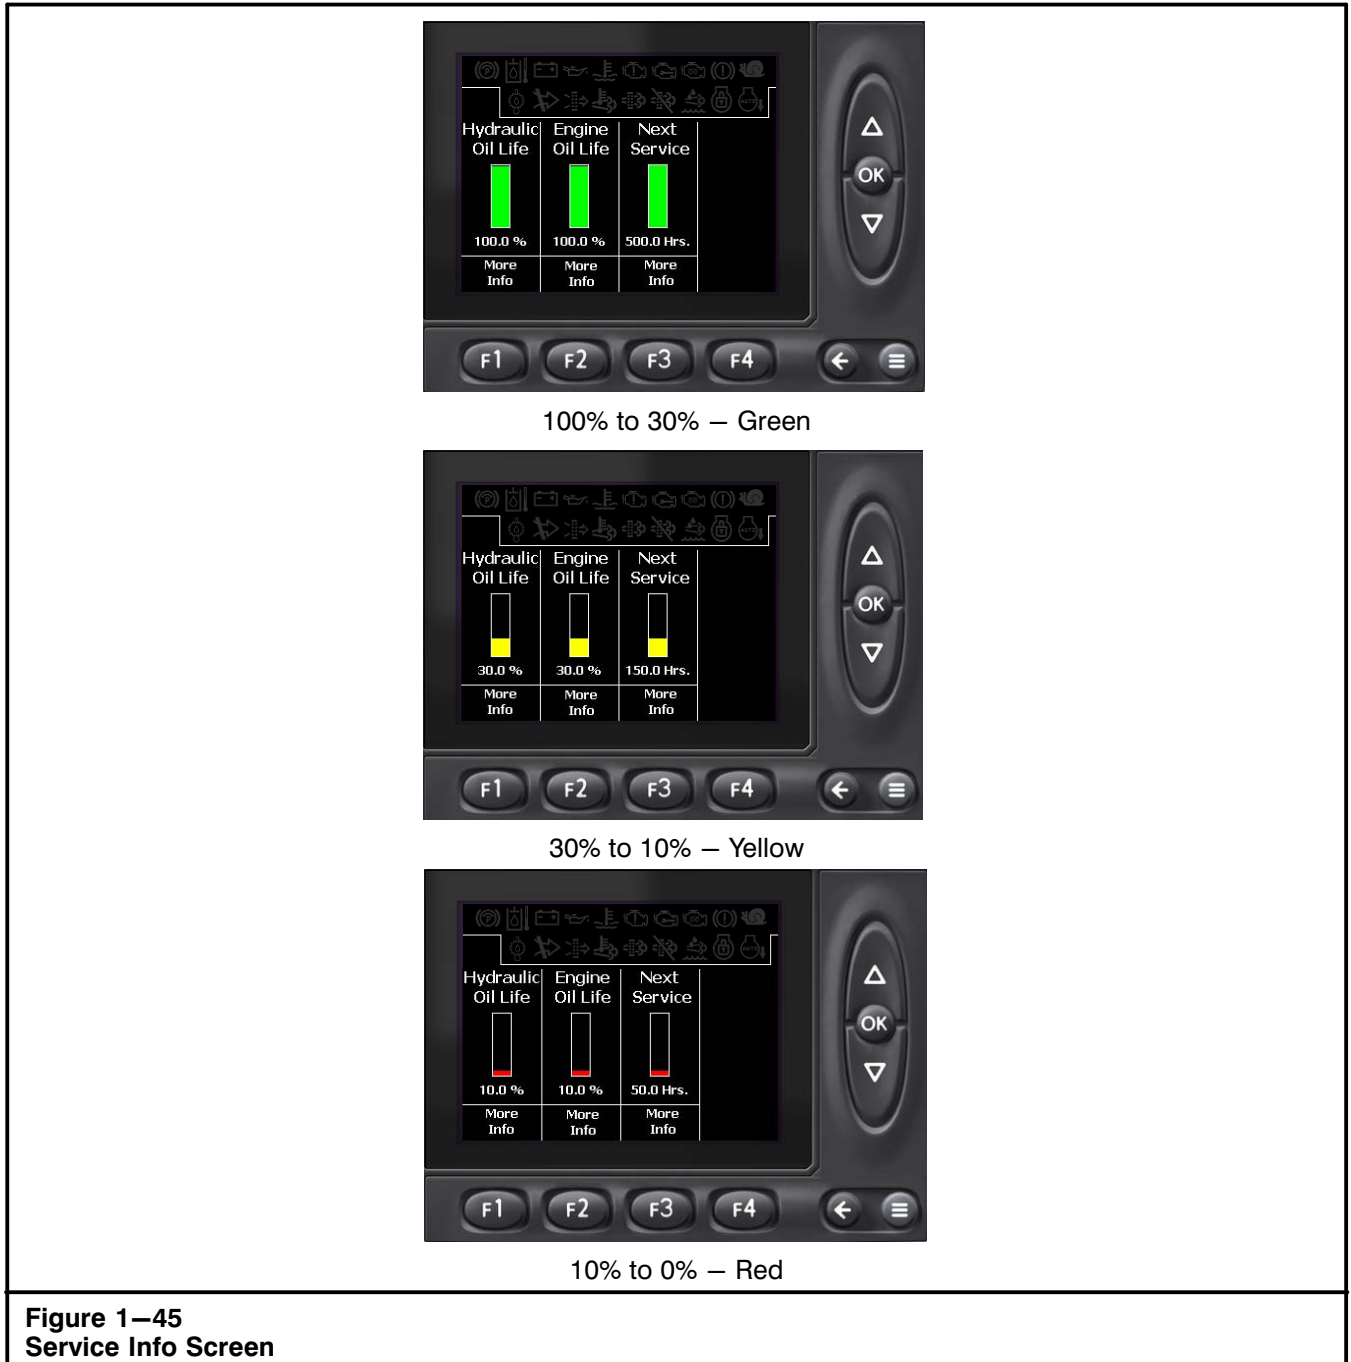 Hydraulic Oil Life
Engine Oil Life
Next Service
100.0 %
100.0 %
500.0 Hrs.
More Info
More Info
More Info
OK
F1
F2
F3
F4
100% to 30% — Green
Hydraulic Oil Life
Engine Oil Life
Next Service
30.0 %
30.0 %
150.0 Hrs.
More Info
More Info
More Info
OK
F1
F2
F3
F4
30% to 10% — Yellow
Hydraulic Oil Life
Engine Oil Life
Next Service
10.0 %
10.0 %
50.0 Hrs.
More Info
More Info
More Info
OK
F1
F2
F3
F4
10% to 0% — Red
Figure 1—45
Service Info Screen